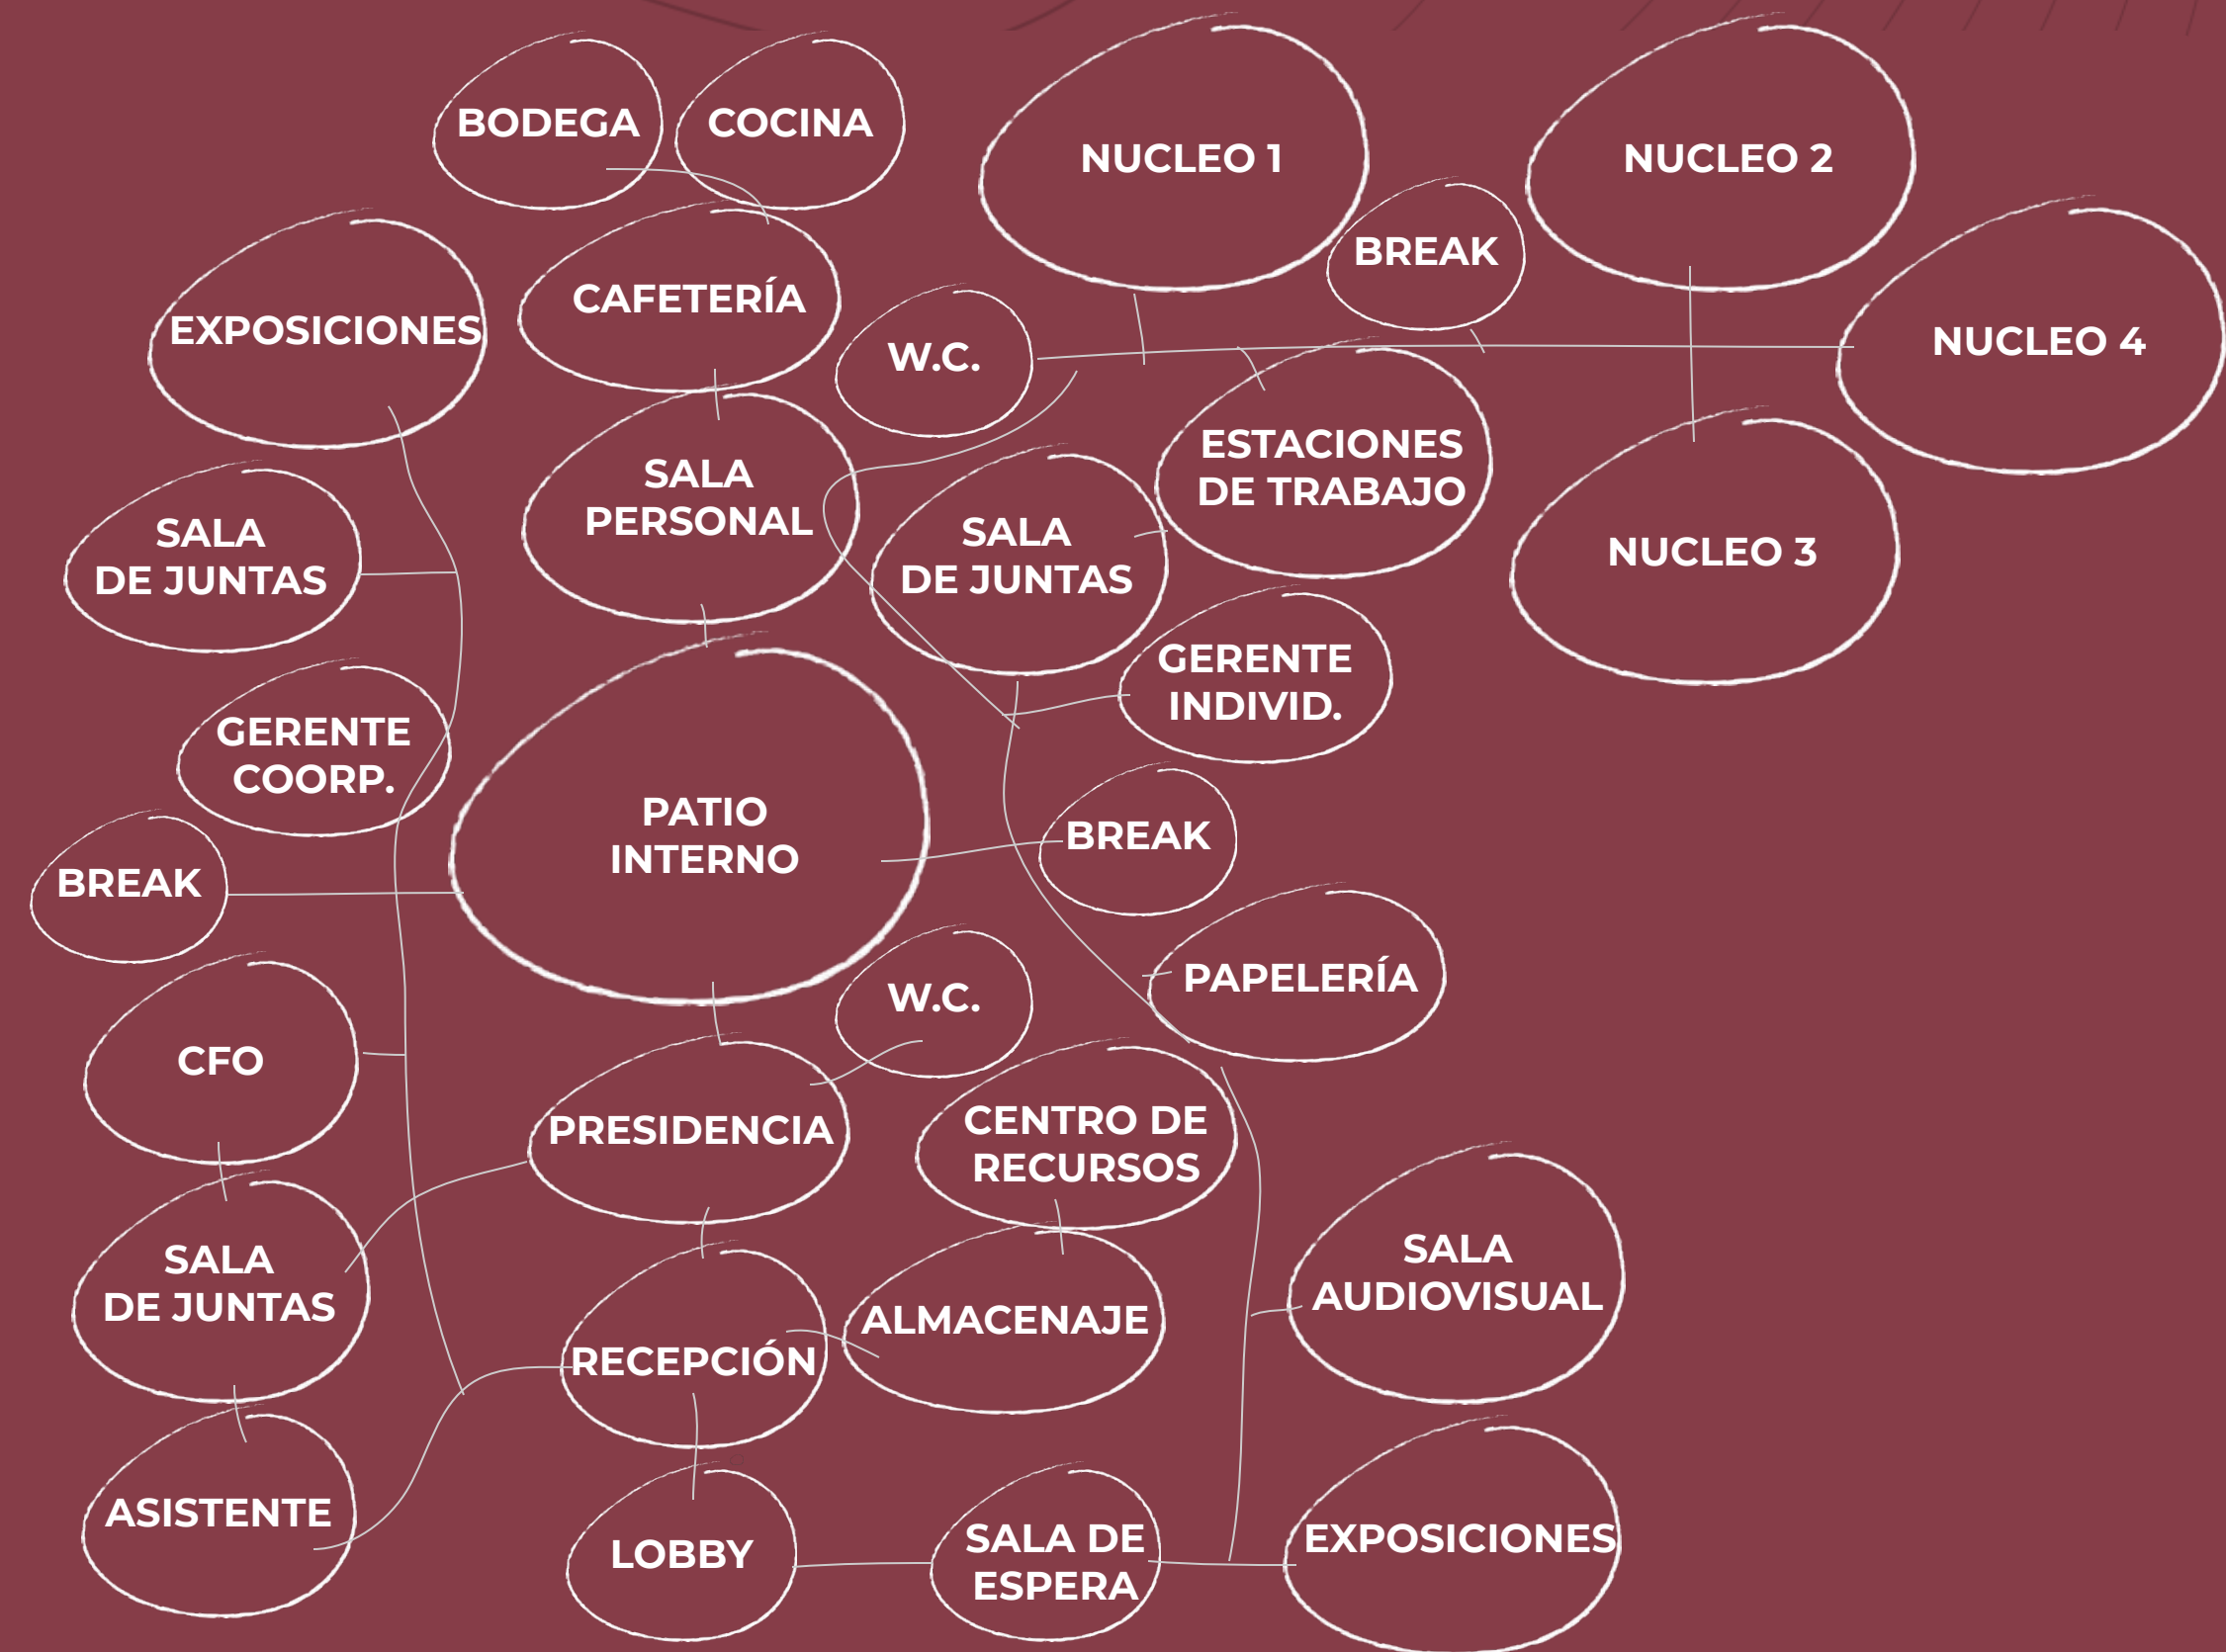 BODEGA
COCINA
NUCLEO 1
NUCLEO 2
BREAK
EXPOSICIONES
CAFETERÍA
W.C.
NUCLEO 4
SALA
DE JUNTAS
SALA
PERSONAL
SALA
DE JUNTAS
ESTACIONES
DE TRABAJO
NUCLEO 3
GERENTE
COORP.
GERENTE
INDIVID.
PATIO
INTERNO
BREAK
BREAK
W.C.
PAPELERÍA
CFO
PRESIDENCIA
CENTRO DE
RECURSOS
SALA
DE JUNTAS
RECEPCIÓN
ALMACENAJE
SALA
AUDIOVISUAL
ASISTENTE
LOBBY
SALA DE
ESPERA
EXPOSICIONES